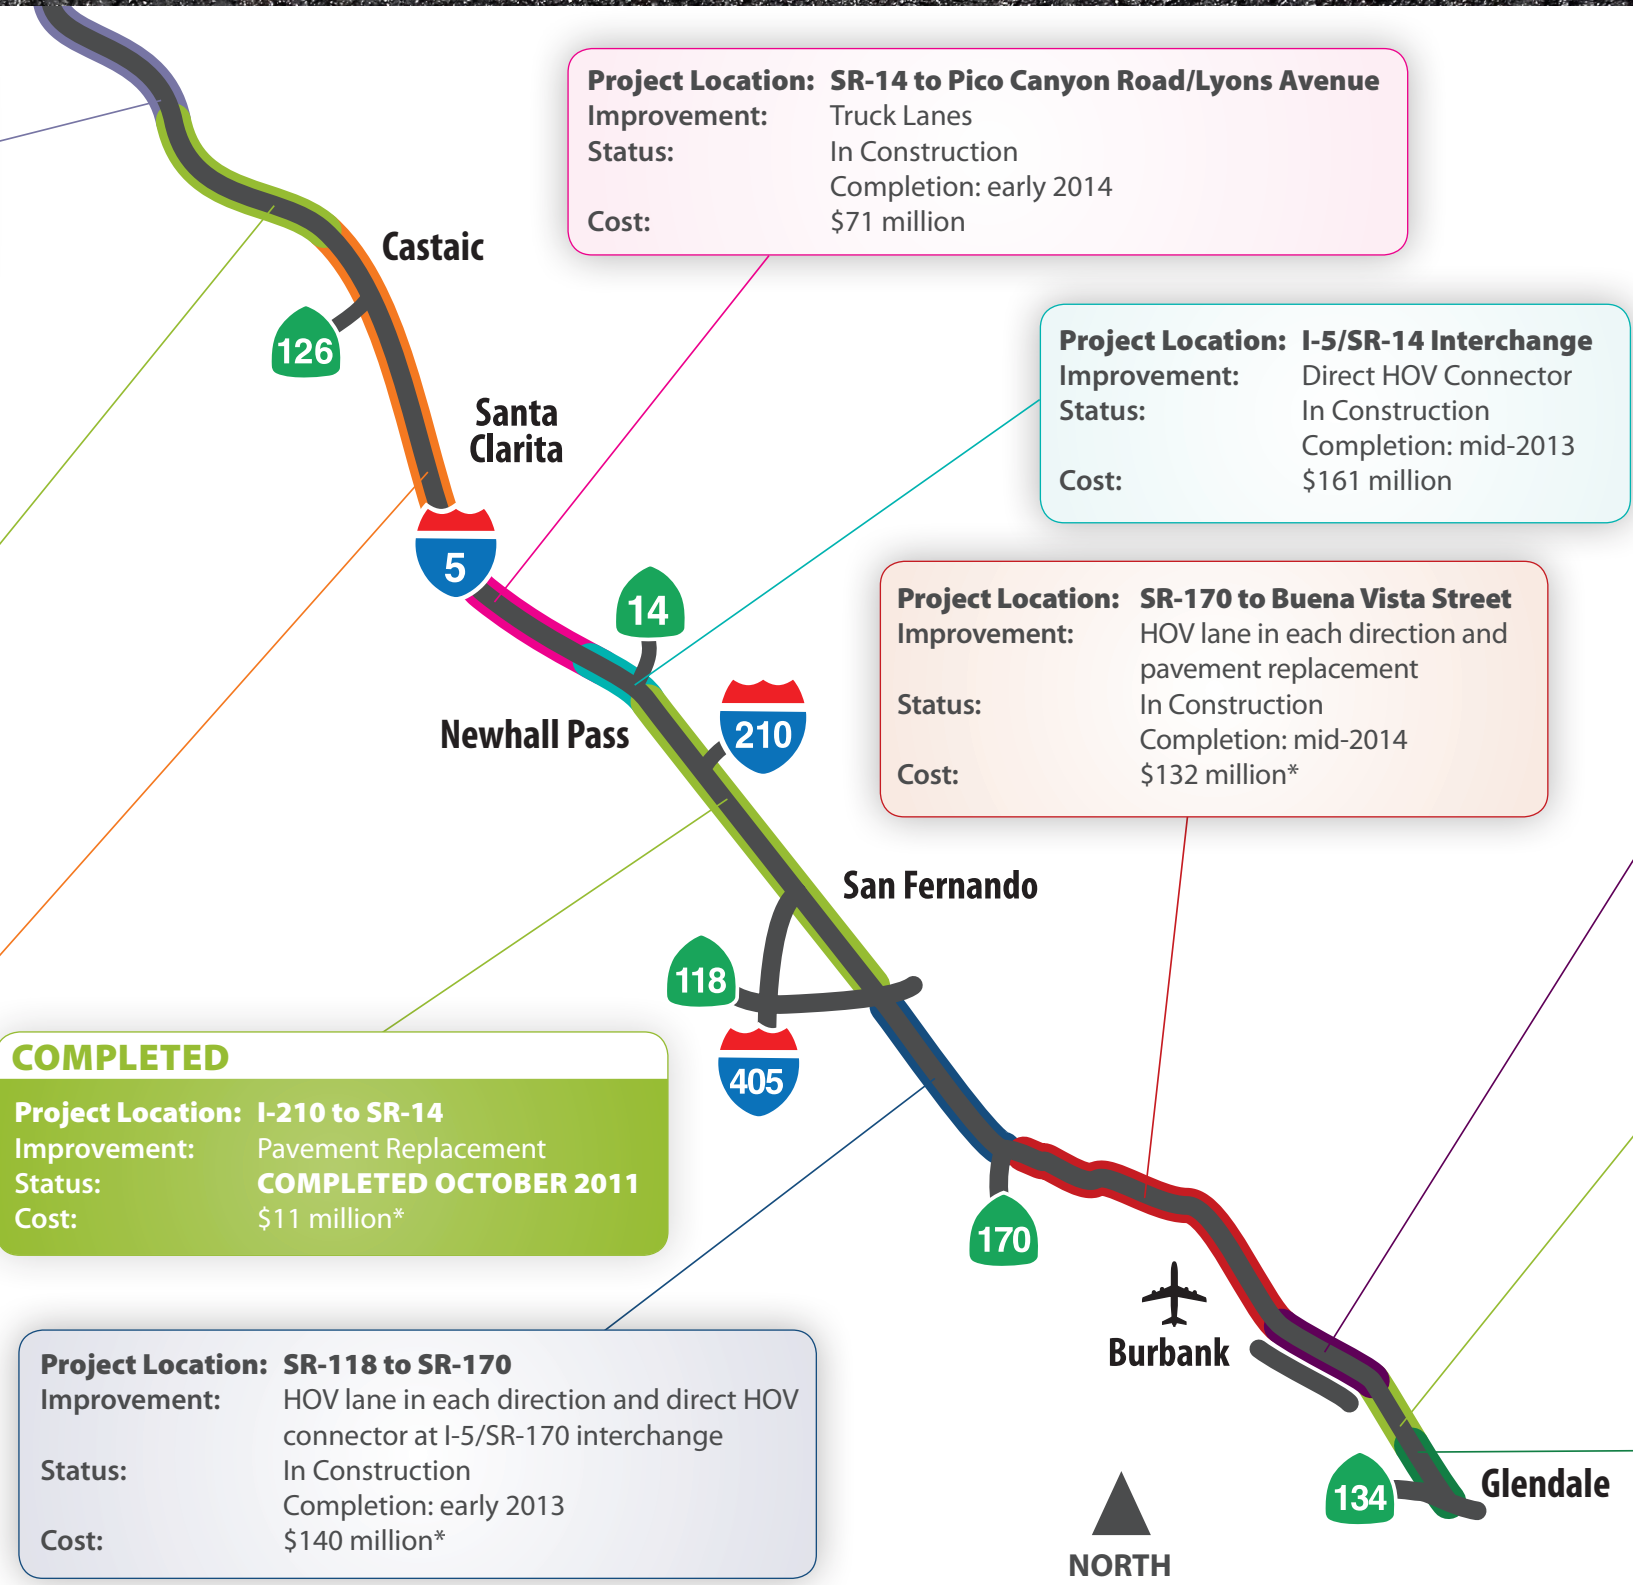 Project Location: SR-14 to Pico Canyon Road/Lyons Avenue
Improvement: Truck Lanes
Status: In Construction
Completion: early 2014
Cost: $71 million
Castaic
126
Project Location: I-5/SR-14 Interchange
Improvement: Direct HOV Connector
Status: In Construction
Completion: mid-2013
Cost: $161 million
Santa
Clarita
5
14
Project Location: SR-170 to Buena Vista Street
Improvement: HOV lane in each direction and
pavement replacement
Status: In Construction
Completion: mid-2014
Cost: $132 million*
Newhall Pass
210
San Fernando
118
405
COMPLETED
Project Location: I-210 to SR-14
Improvement: Pavement Replacement
Status: COMPLETED OCTOBER 2011
Cost: $11 million*
170
Burbank
Project Location: SR-118 to SR-170
Improvement: HOV lane in each direction and direct HOV
connector at I-5/SR-170 interchange
Status: In Construction
Completion: early 2013
Cost: $140 million*
134
Glendale
NORTH